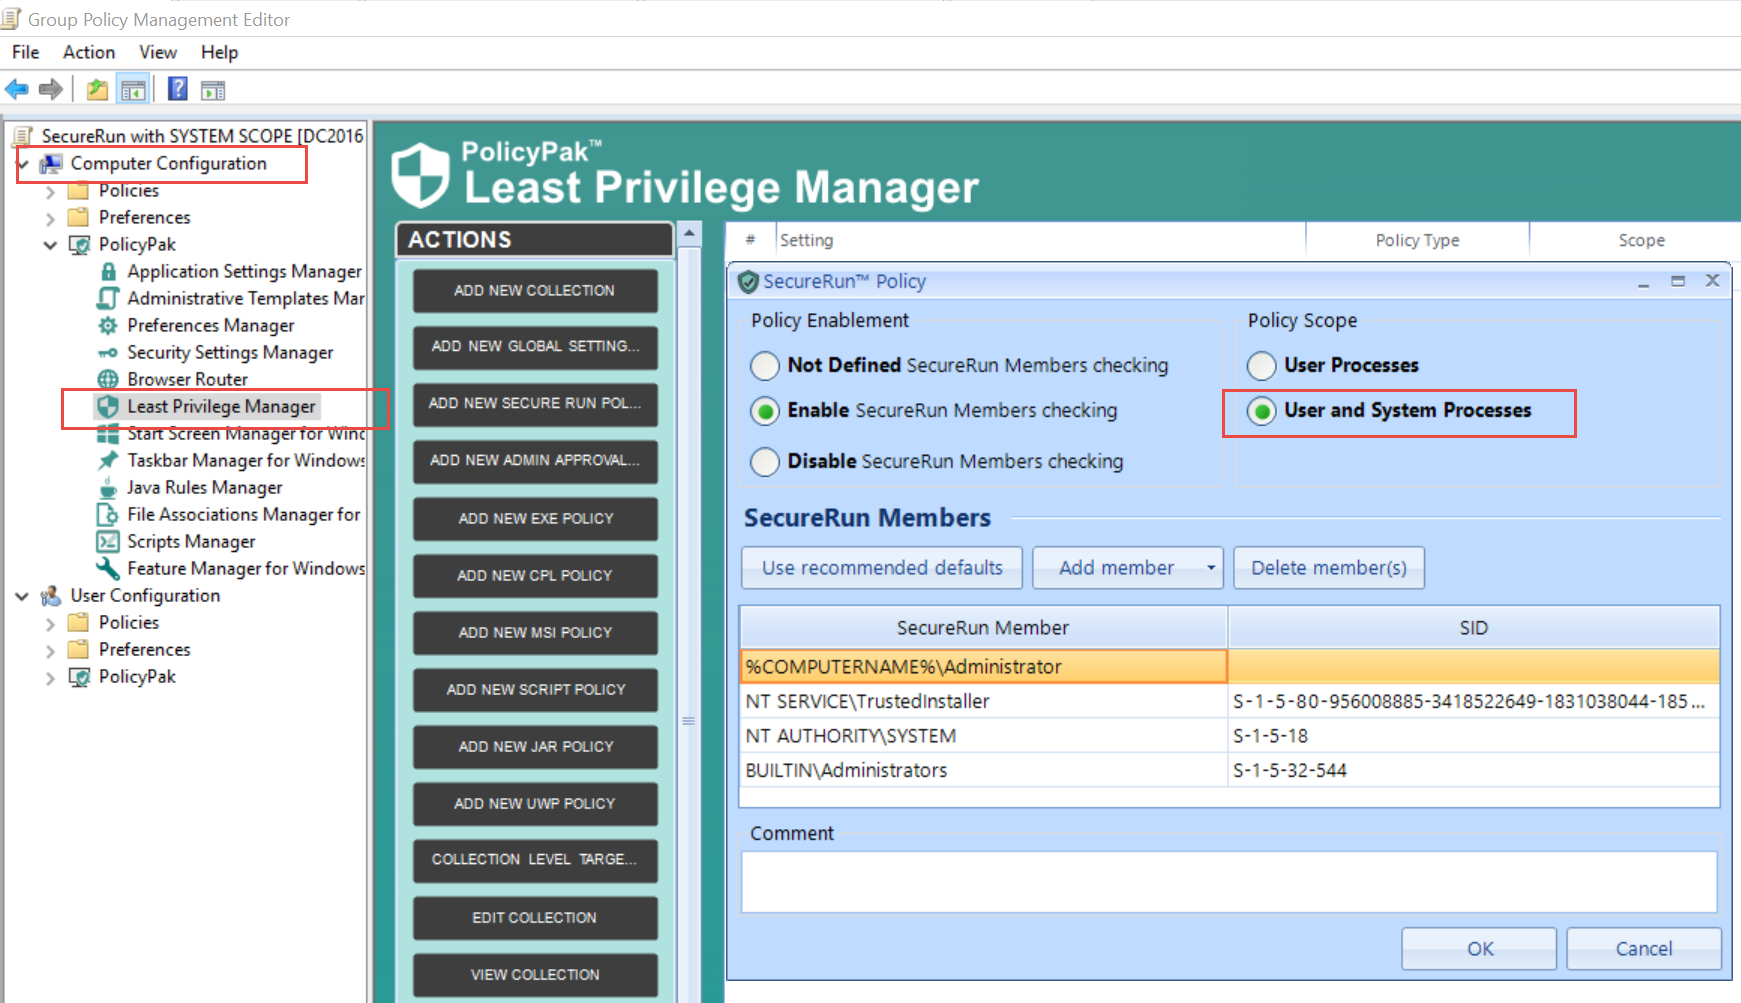 Group Policy Management Editor
File Action View Help
SecureRun with SYSTEM SCOPE [DC2016
Computer Configuration
Policies
Preferences
PolicyPak
Application Settings Manager
Administrative Templates Mar
Preferences Manager
Security Settings Manager
Browser Router
Least Privilege Manager
Start Screen Manager for Winc
Taskbar Manager for Windows
Java Rules Manager
File Associations Manager for
Scripts Manager
Feature Manager for Windows
User Configuration
Policies
Preferences
PolicyPak
PolicyPak™
Least Privilege Manager
ACTIONS
ADD NEW COLLECTION
ADD NEW GLOBAL SETTING...
ADD NEW SECURE RUN POL...
ADD NEW ADMIN APPROVAL...
ADD NEW EXE POLICY
ADD NEW CPL POLICY
ADD NEW MSI POLICY
ADD NEW SCRIPT POLICY
ADD NEW JAR POLICY
ADD NEW UWP POLICY
COLLECTION LEVEL TARGE...
EDIT COLLECTION
VIEW COLLECTION
# Setting Policy Type Scope
SecureRun™ Policy
Policy Enablement
Not Defined SecureRun Members checking
Enable SecureRun Members checking
Disable SecureRun Members checking
Policy Scope
User Processes
User and System Processes
SecureRun Members
Use recommended defaults Add member Delete member(s)
SecureRun Member SID
%COMPUTERNAME%\Administrator
NT SERVICE\TrustedInstaller S-1-5-80-956008885-3418522649-1831038044-185...
NT AUTHORITY\SYSTEM S-1-5-18
BUILTIN\Administrators S-1-5-32-544
Comment
OK Cancel